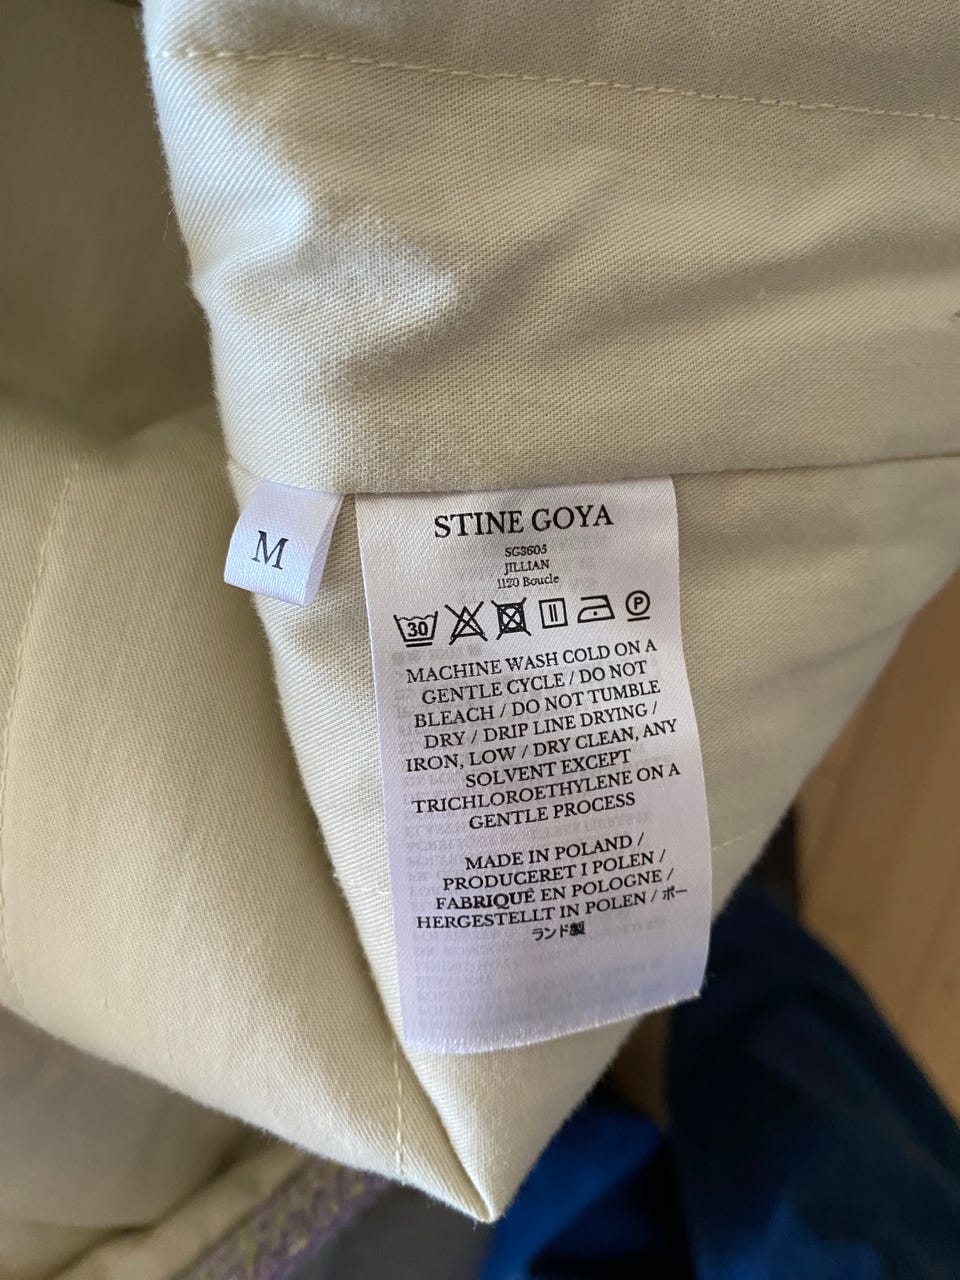 M
STINE GOYA
SG3605
JILLIAN
1120 Boucle
30
P
MACHINE WASH COLD ON A
GENTLE CYCLE / DO NOT
BLEACH / DO NOT TUMBLE
DRY / DRIP LINE DRYING /
IRON, LOW / DRY CLEAN, ANY
SOLVENT EXCEPT
TRICHLOROETHYLENE ON A
GENTLE PROCESS
MADE IN POLAND /
PRODUCERET I POLEN /
FABRIQUÉ EN POLOGNE /
HERGESTELLT IN POLEN / ポー
ランド製